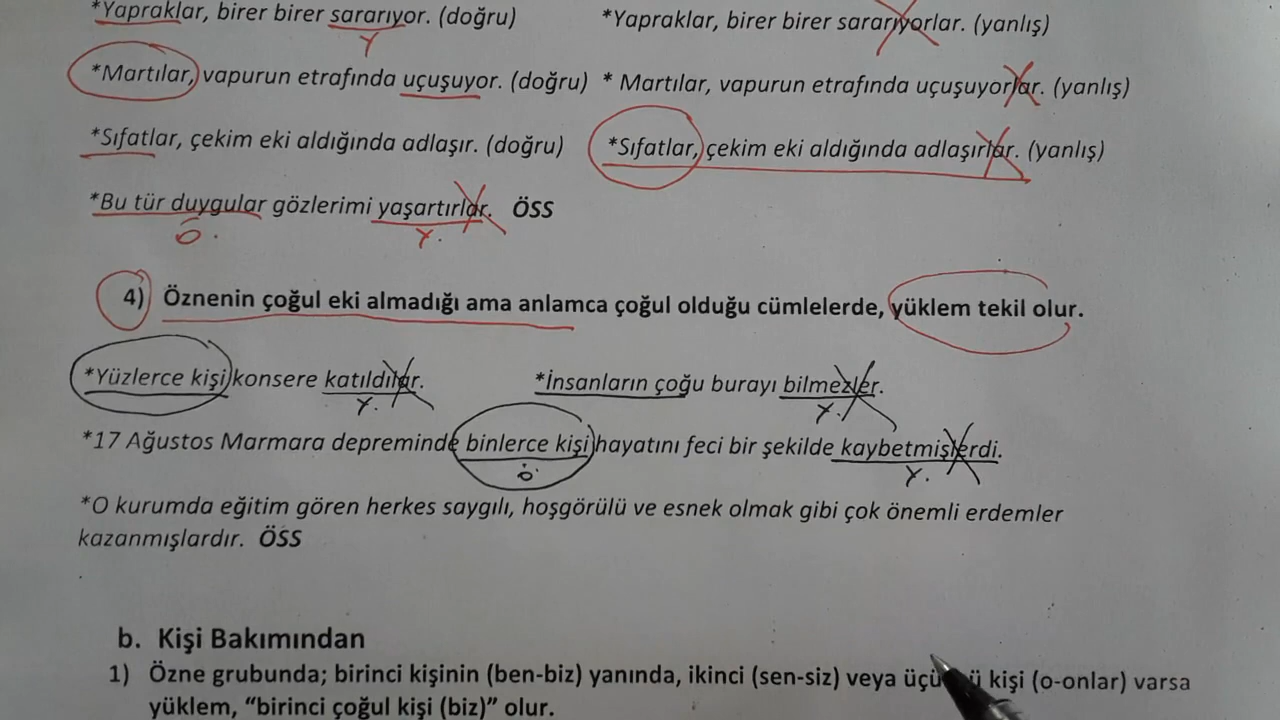 *Yapraklar, birer birer sararıyor. (doğru) *Yapraklar, birer birer sararıyorlar. (yanlış)
Y
*Martılar, vapurun etrafında uçuşuyor. (doğru) * Martılar, vapurun etrafında uçuşuyorlar. (yanlış)
*Sıfatlar, çekim eki aldığında adlaşır. (doğru) *Sıfatlar, çekim eki aldığında adlaşırlar. (yanlış)
*Bu tür duygular gözlerimi yaşartırlar. ÖSS
Ö. Y.
4) Öznenin çoğul eki almadığı ama anlamca çoğul olduğu cümlelerde, yüklem tekil olur.
*Yüzlerce kişi konsere katıldılar. *İnsanların çoğu burayı bilmezler.
Y. Y.
*17 Ağustos Marmara depreminde binlerce kişi hayatını feci bir şekilde kaybetmişlerdi.
Ö. Y.
*O kurumda eğitim gören herkes saygılı, hoşgörülü ve esnek olmak gibi çok önemli erdemler
kazanmışlardır. ÖSS
b. Kişi Bakımından
1) Özne grubunda; birinci kişinin (ben-biz) yanında, ikinci (sen-siz) veya üçüncü kişi (o-onlar) varsa
yüklem, “birinci çoğul kişi (biz)” olur.